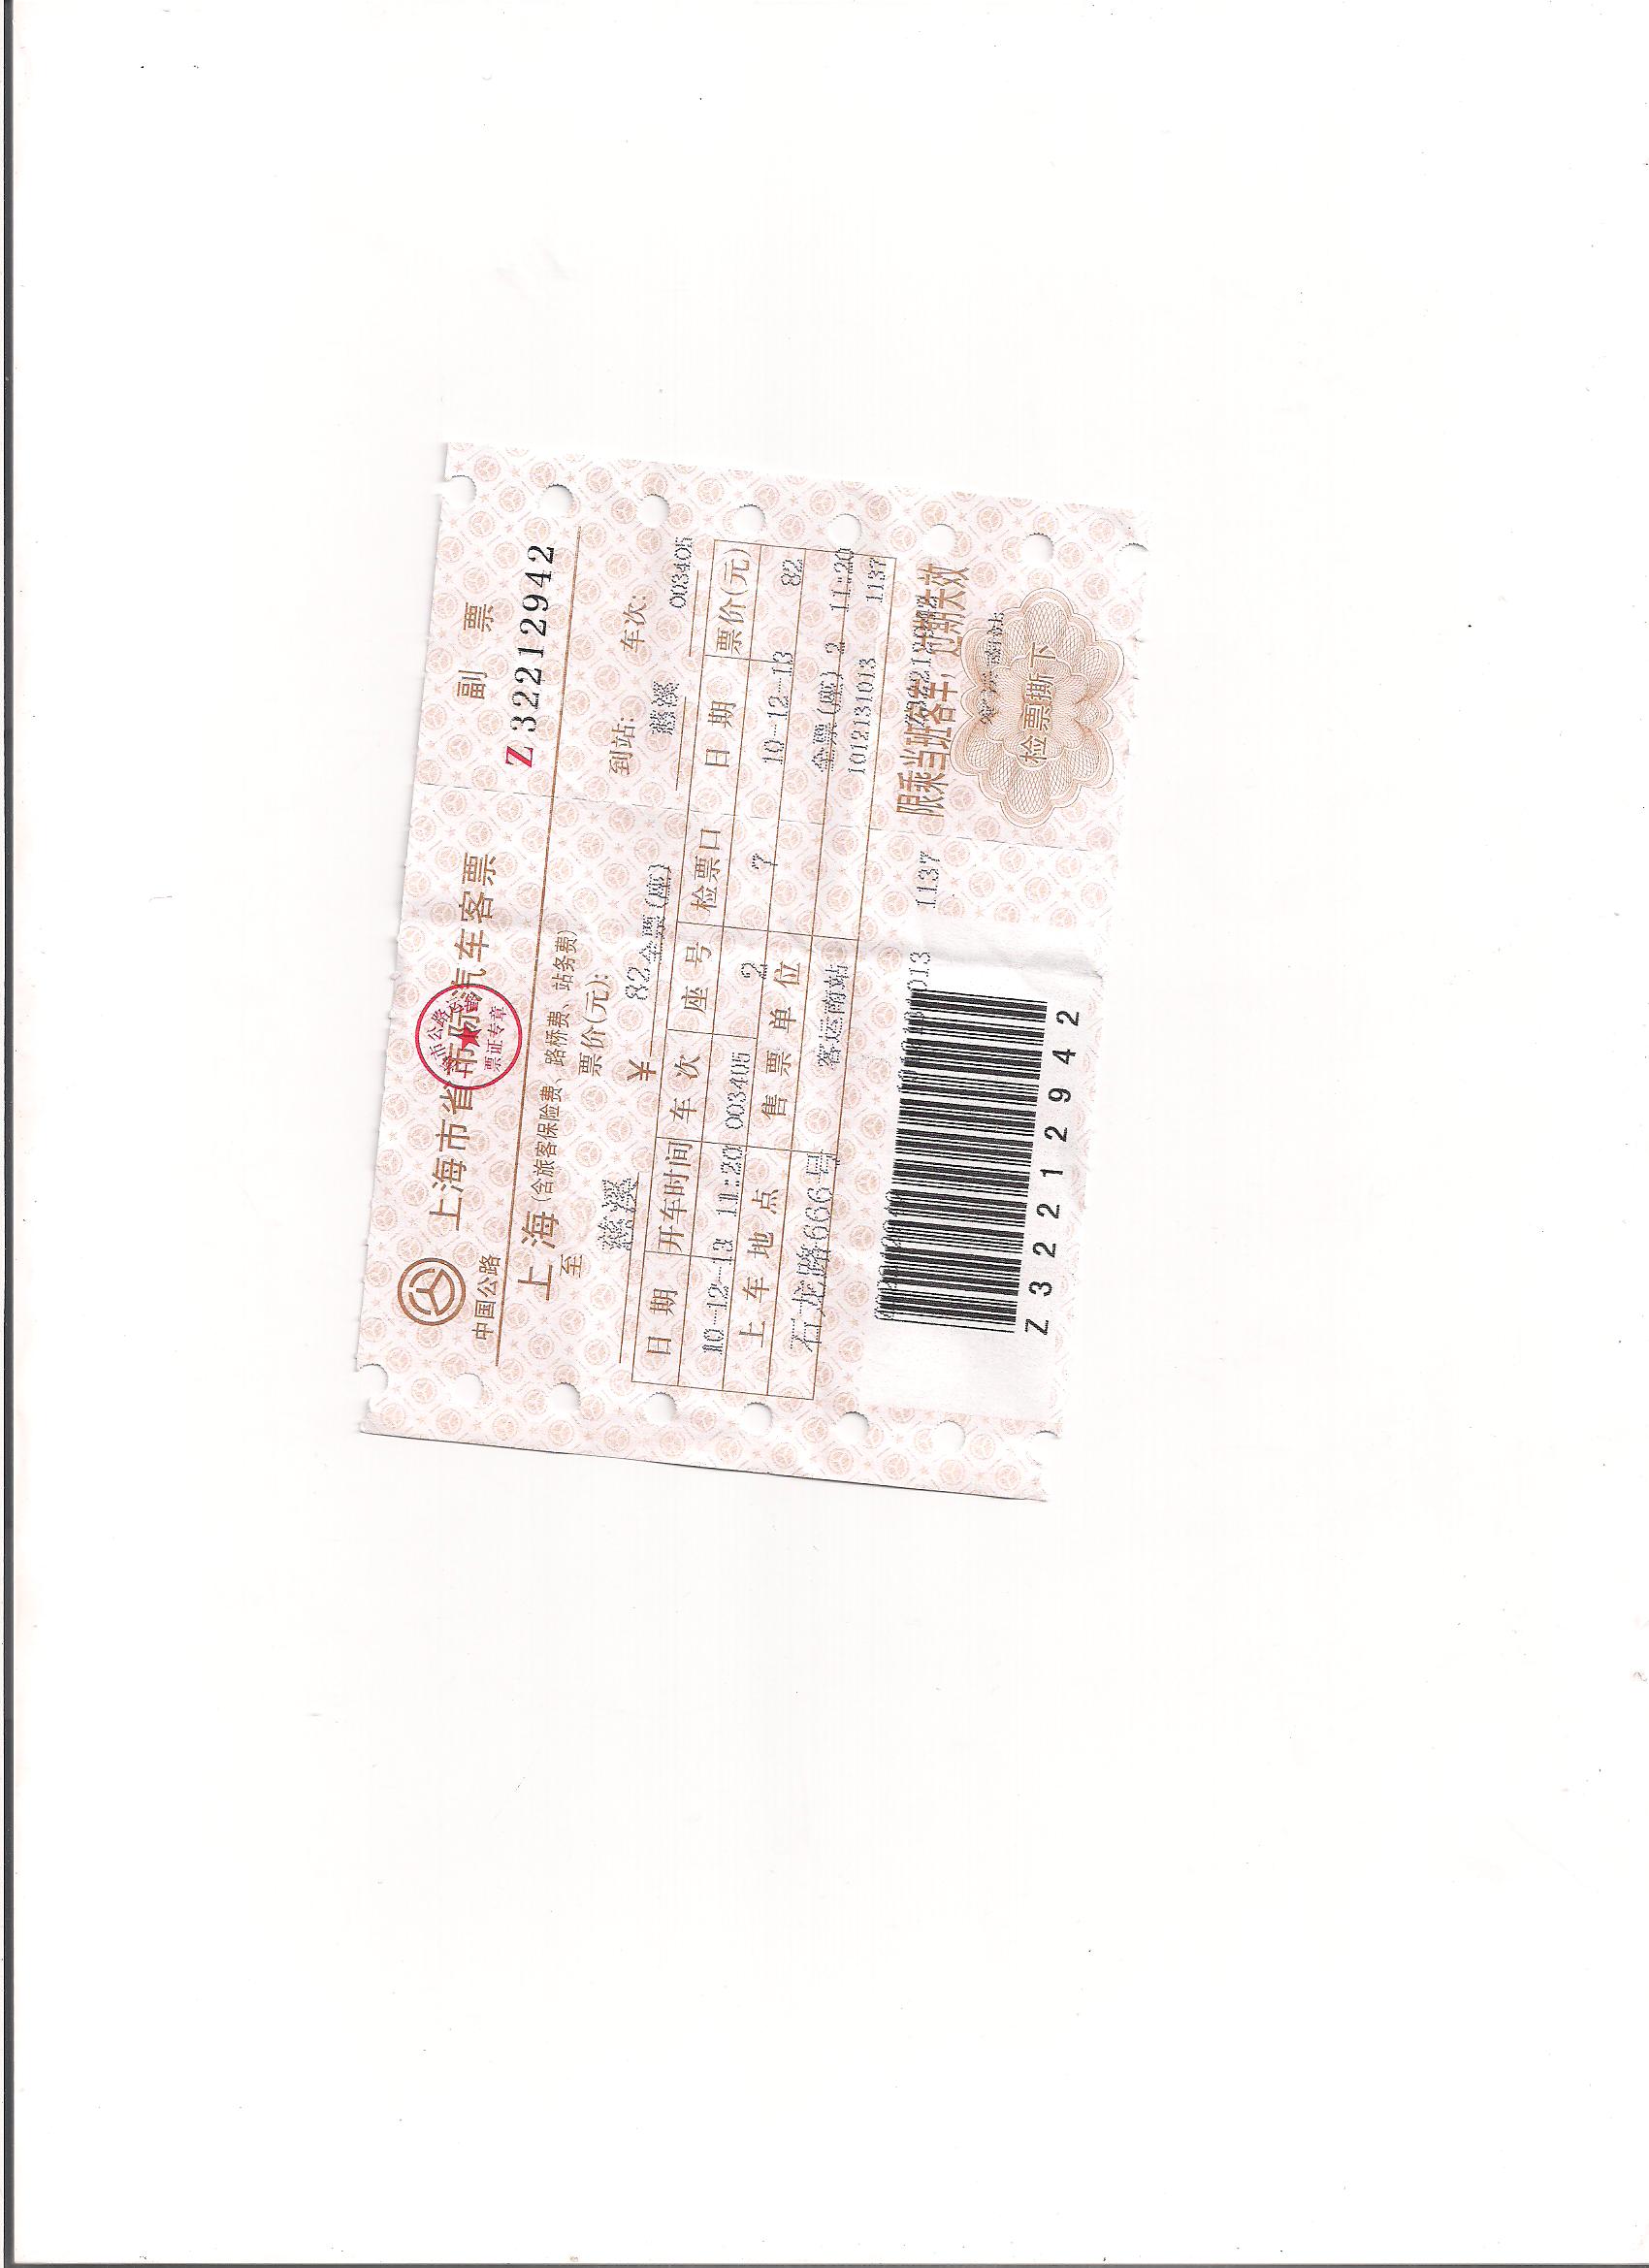 中国公路
上海市省市际汽车客票
票证专章
副 票
Z32212942
上海(含旅客保险费、路桥费、站务费)
至
慈溪
票价(元):
¥ 82全票(座)
到站: 车次:
慈溪 003405
日 期 开车时间 车 次 座 号 检票口
10-12-13 11:20 003405 2 7
上 车 地 点 售 票 单 位
石龙路666号 客运南站
日 期 票价(元)
10-12-13 82
全票(座) 2 11:20
1012131013 1137
1137
限乘当班客车,过期失效
检票撕下
Z32212942